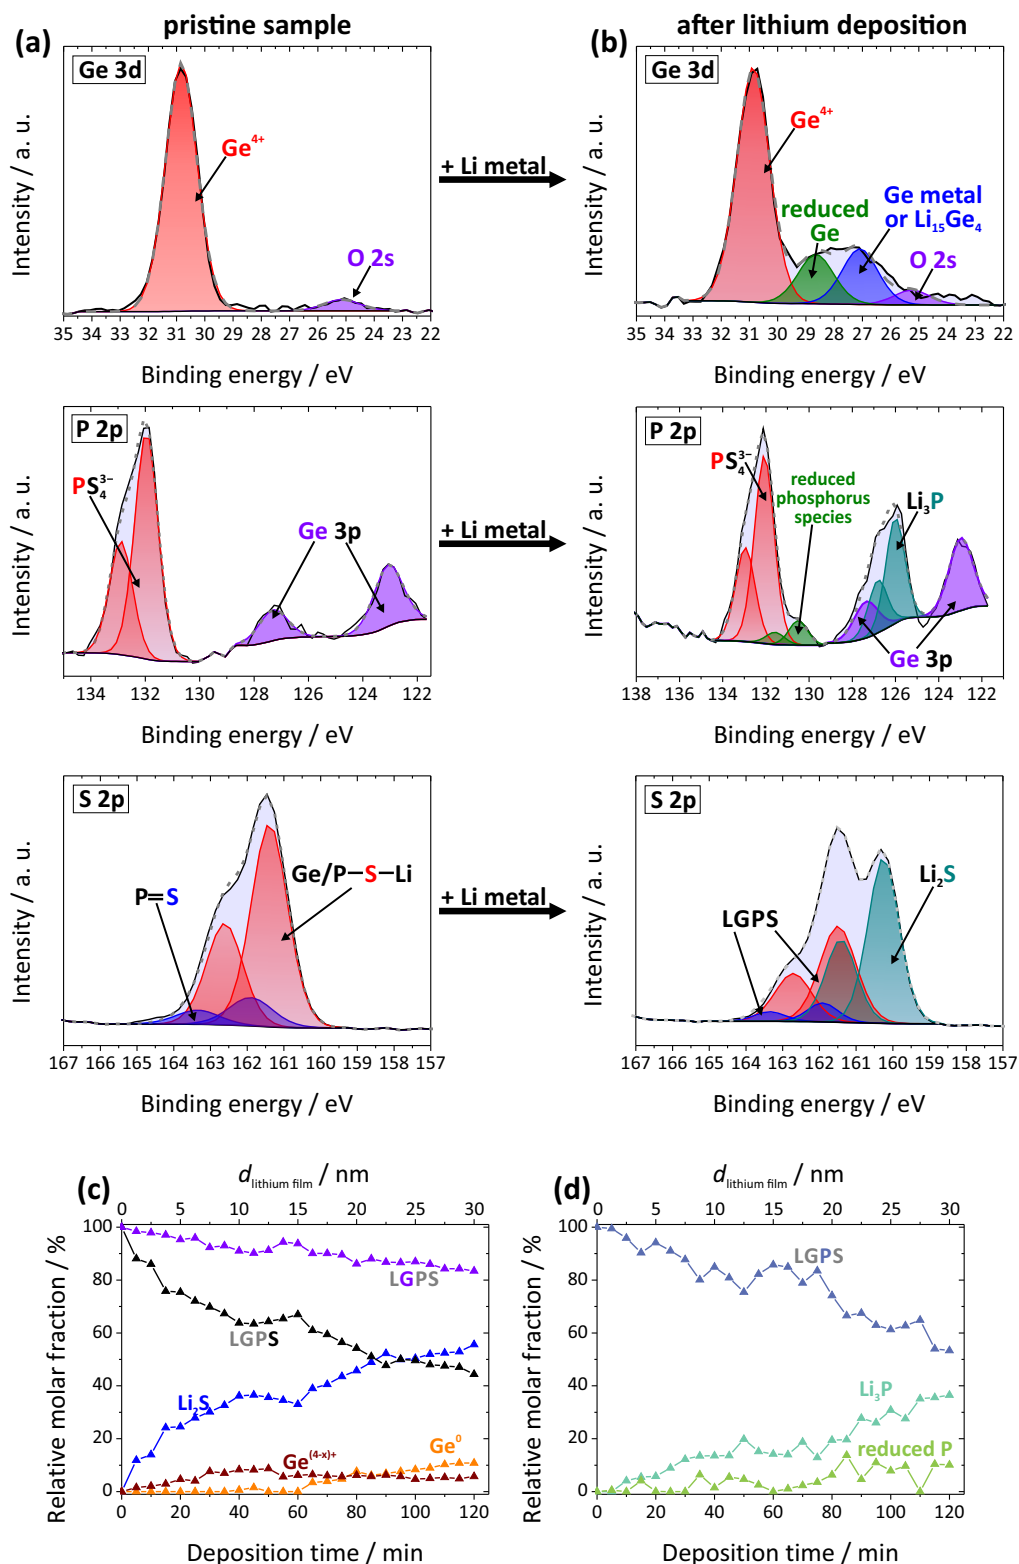 pristine sample
after lithium deposition
(a)
(b)
Ge 3d
Ge⁴⁺
O 2s
Intensity / a. u.
35 33 31 29 27 25 24 23 22
Binding energy / eV
+ Li metal
Ge 3d
Ge⁴⁺
reduced
Ge
Ge metal
or Li₁₅Ge₄
O 2s
Intensity / a. u.
35 34 33 32 31 30 29 28 27 26 25 24 23 22
Binding energy / eV
P 2p
PS₄³⁻
Ge 3p
Intensity / a. u.
134 132 130 128 126 124 122
Binding energy / eV
+ Li metal
P 2p
PS₄³⁻
reduced
phosphorus
species
Li₃P
Ge 3p
Intensity / a. u.
138 136 134 132 130 128 126 124 122
Binding energy / eV
S 2p
P=S
Ge/P–S–Li
Intensity / a. u.
167 166 165 164 163 162 161 160 159 158 157
Binding energy / eV
+ Li metal
S 2p
LGPS
Li₂S
Intensity / a. u.
167 166 165 164 163 162 161 160 159 158 157
Binding energy / eV
(c)
d lithium film / nm
0 5 10 15 20 25 30
Relative molar fraction / %
100
80
60
40
20
0
LGPS
LGPS
Li₂S
Ge⁽⁴⁻ˣ⁾⁺
Ge⁰
0 20 40 60 80 100 120
Deposition time / min
(d)
d lithium film / nm
0 5 10 15 20 25 30
Relative molar fraction / %
100
80
60
40
20
0
LGPS
Li₃P
reduced P
0 20 40 60 80 100 120
Deposition time / min